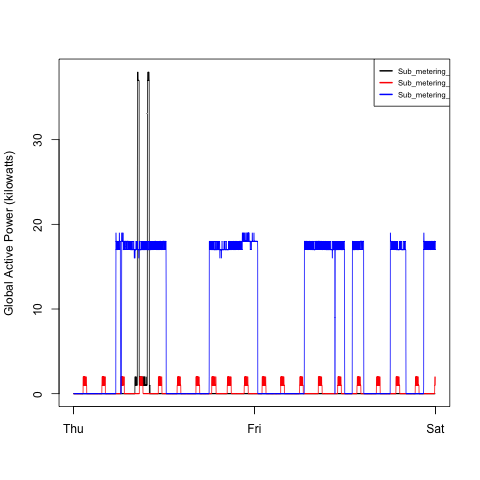 Sub_metering_
Sub_metering_
Sub_metering_
Global Active Power (kilowatts)
30
20
10
0
Thu Fri Sat